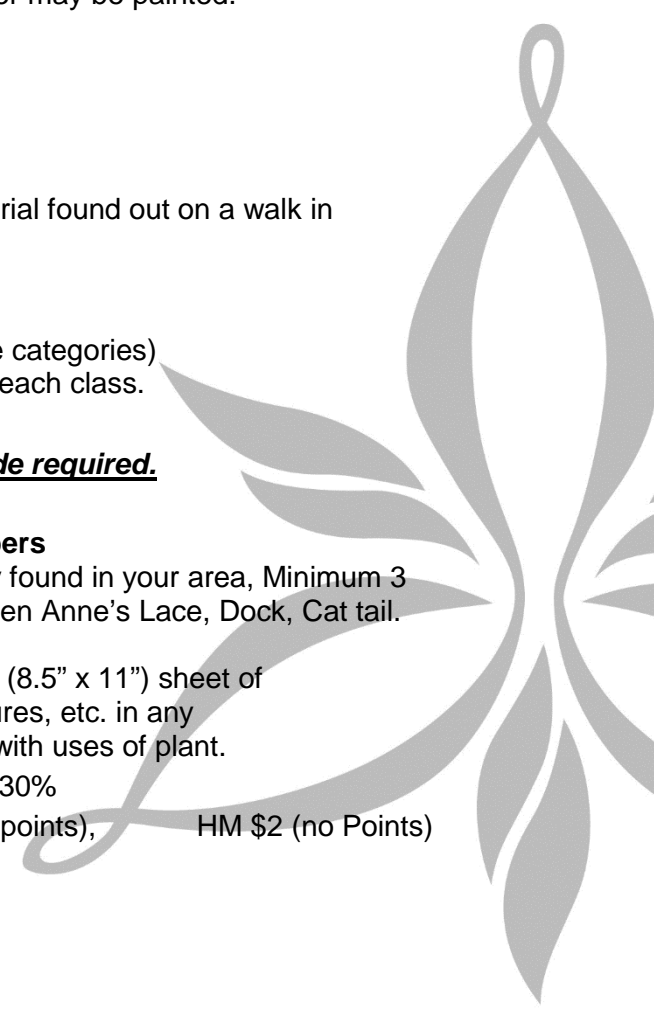 or may be painted.
rial found out on a walk in
categories)
each class.
de required.
ers
found in your area, Minimum 3
en Anne’s Lace, Dock, Cat tail.
(8.5” x 11”) sheet of
ures, etc. in any
with uses of plant.
30%
points), HM $2 (no Points)